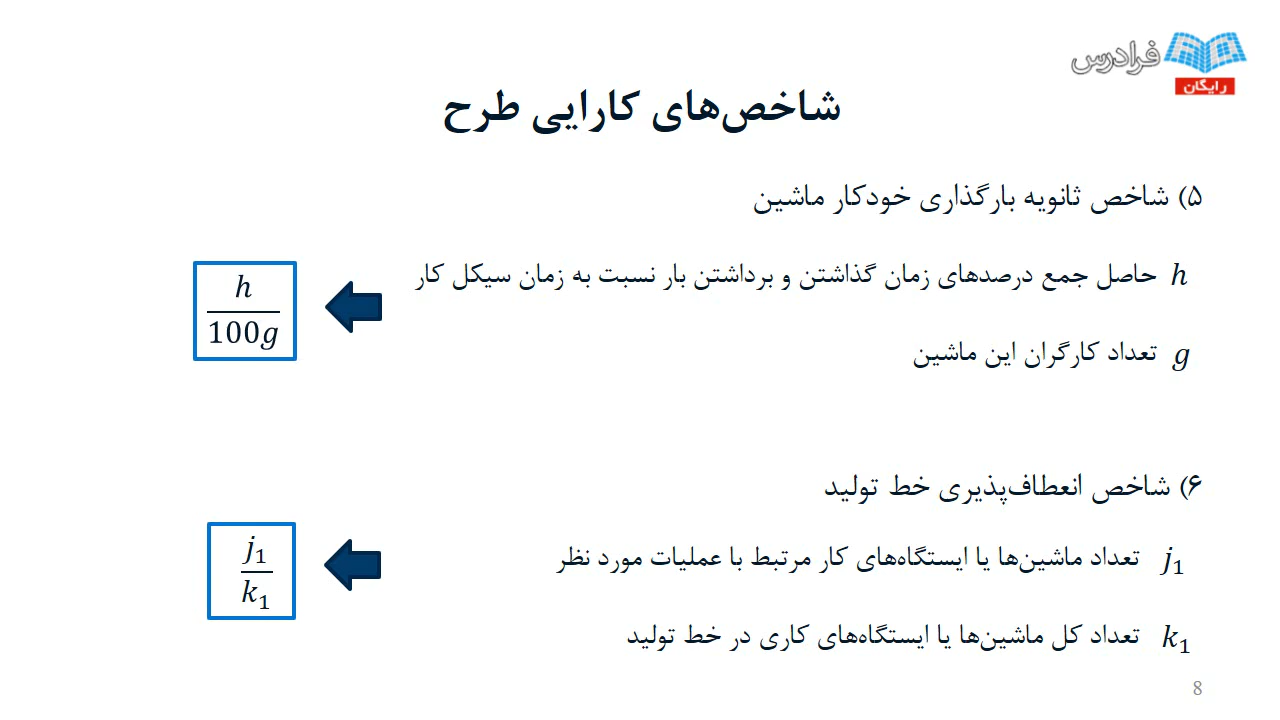 فرادرس
رایگان
شاخص‌های کارایی طرح
۵) شاخص ثانویه بارگذاری خودکار ماشین
h حاصل جمع درصدهای زمان گذاشتن و برداشتن بار نسبت به زمان سیکل کار
h
100g
g تعداد کارگران این ماشین
۶) شاخص انعطاف‌پذیری خط تولید
j₁ تعداد ماشین‌ها یا ایستگاه‌های کار مرتبط با عملیات مورد نظر
j₁
k₁
k₁ تعداد کل ماشین‌ها یا ایستگاه‌های کاری در خط تولید
8